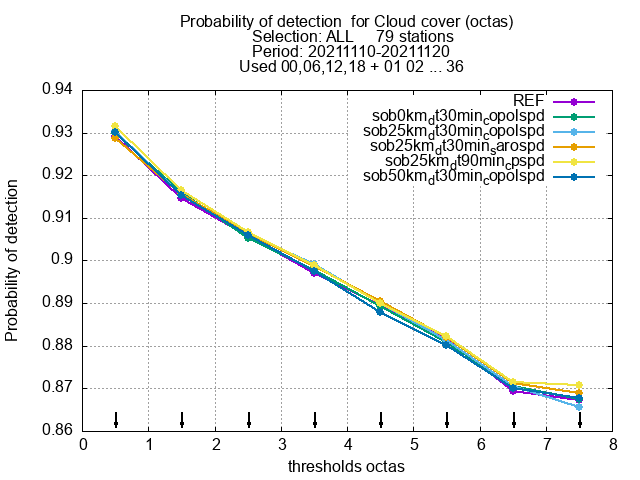 Probability of detection  for Cloud cover (octas)
Selection: ALL     79 stations
Period: 20211110-20211120
Used 00,06,12,18 + 01 02 ... 36
0.94
0.93
0.92
0.91
0.9
0.89
0.88
0.87
0.86
Probability of detection
REF
sob0km_dt30min_copolspd
sob25km_dt30min_copolspd
sob25km_dt30min_sarospd
sob25km_dt90min_cpspd
sob50km_dt30min_copolspd
0 1 2 3 4 5 6 7 8
thresholds octas